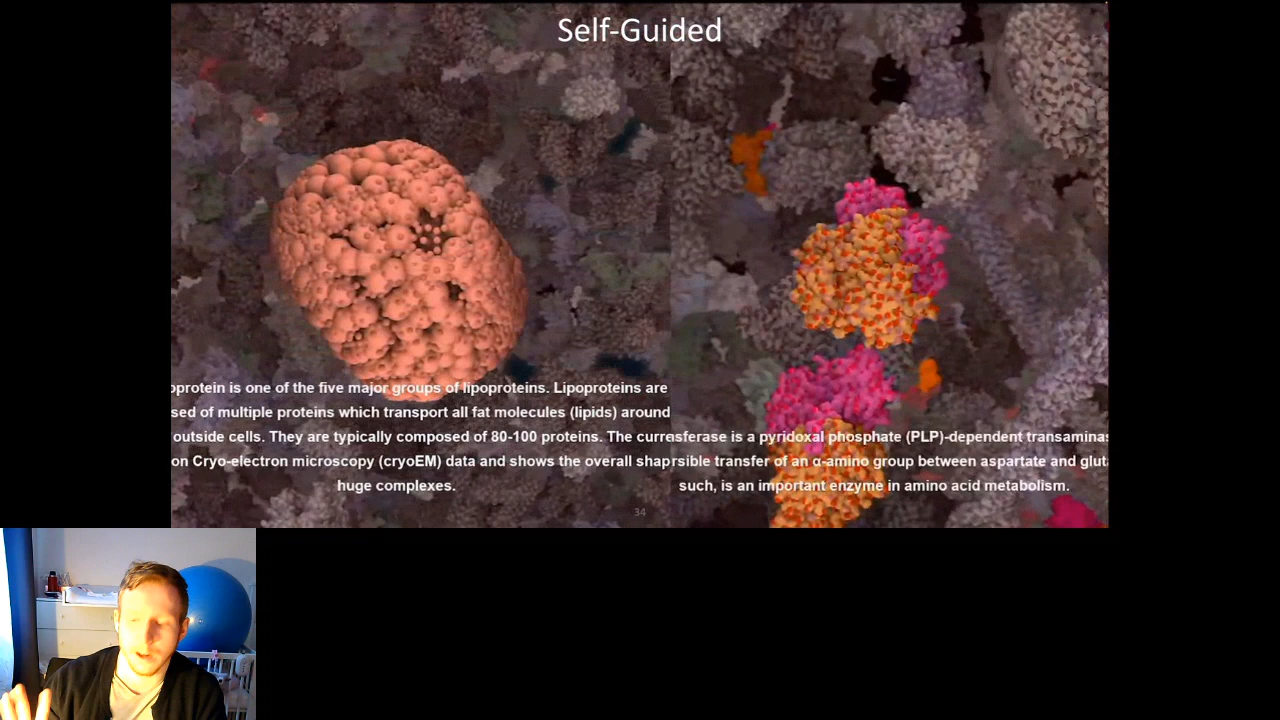 Self-Guided
oprotein is one of the five major groups of lipoproteins. Lipoproteins are
sed of multiple proteins which transport all fat molecules (lipids) around
outside cells. They are typically composed of 80-100 proteins. The curre
on Cryo-electron microscopy (cryoEM) data and shows the overall shap
huge complexes.
sferase is a pyridoxal phosphate (PLP)-dependent transaminas
rsible transfer of an α-amino group between aspartate and gluta
such, is an important enzyme in amino acid metabolism.
34